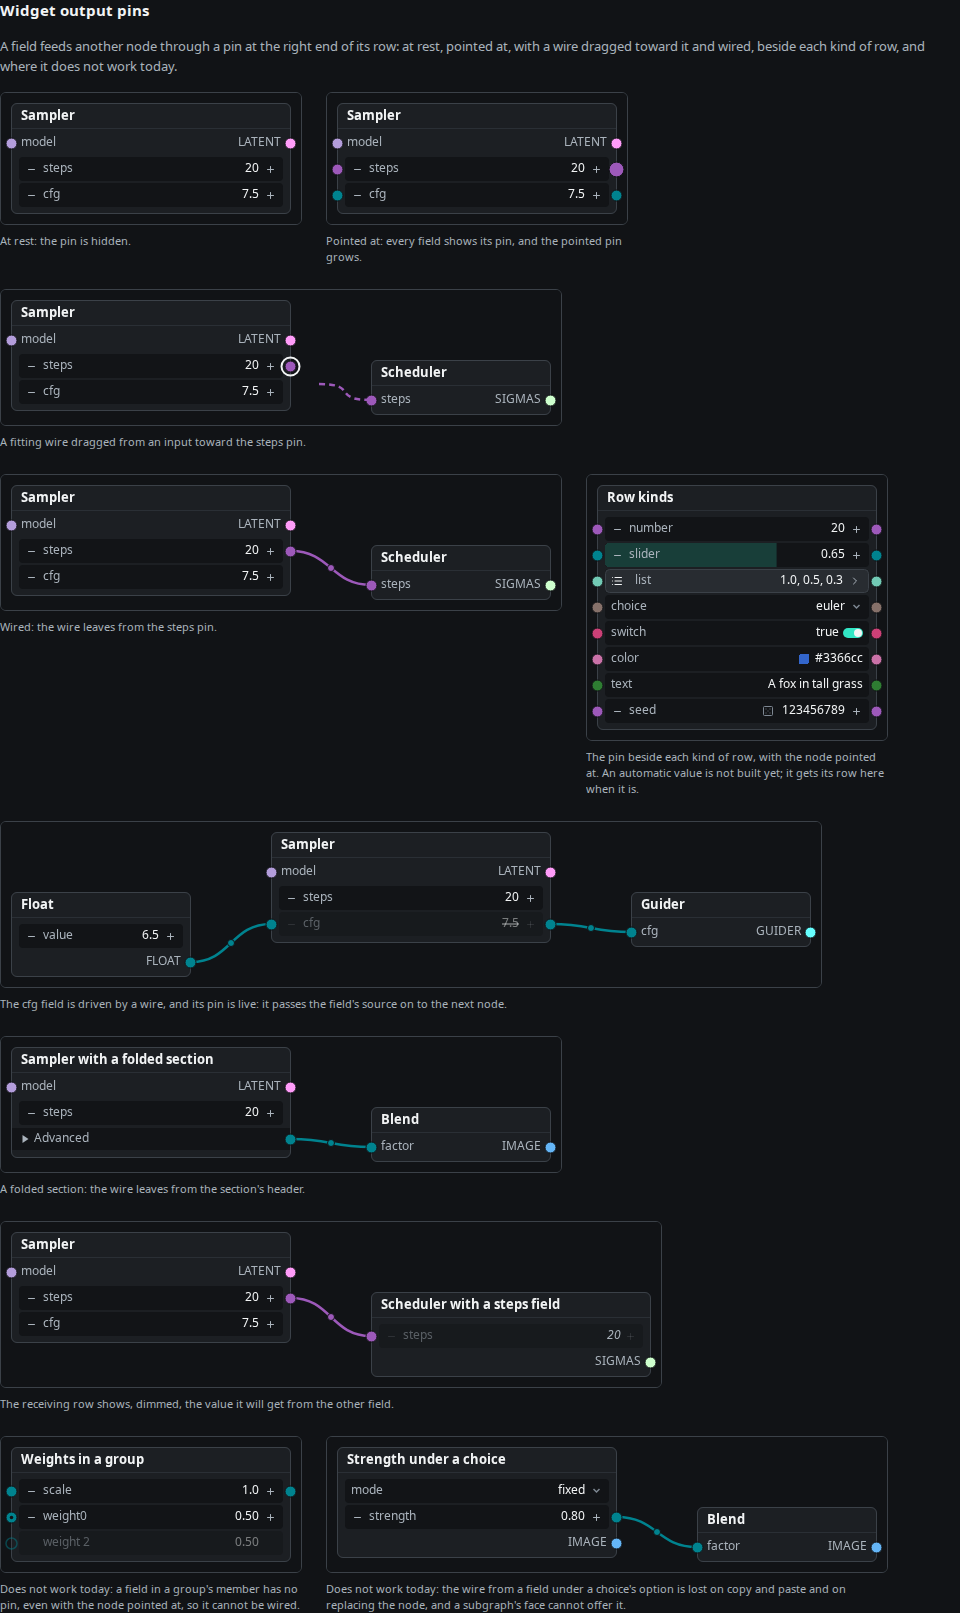 Widget output pins
A field feeds another node through a pin at the right end of its row: at rest, pointed at, with a wire dragged toward it and wired, beside each kind of row, and
where it does not work today.
Sampler
model LATENT
– steps 20 +
– cfg 7.5 +
At rest: the pin is hidden.
Sampler
model LATENT
– steps 20 +
– cfg 7.5 +
Pointed at: every field shows its pin, and the pointed pin
grows.
Sampler
model LATENT
– steps 20 +
– cfg 7.5 +
Scheduler
steps SIGMAS
A fitting wire dragged from an input toward the steps pin.
Sampler
model LATENT
– steps 20 +
– cfg 7.5 +
Scheduler
steps SIGMAS
Wired: the wire leaves from the steps pin.
Row kinds
– number 20 +
– slider 0.65 +
list 1.0, 0.5, 0.3
choice euler
switch true
color #3366cc
text A fox in tall grass
– seed 123456789 +
The pin beside each kind of row, with the node pointed
at. An automatic value is not built yet; it gets its row here
when it is.
Float
– value 6.5 +
FLOAT
Sampler
model LATENT
– steps 20 +
– cfg 7.5 +
Guider
cfg GUIDER
The cfg field is driven by a wire, and its pin is live: it passes the field's source on to the next node.
Sampler with a folded section
model LATENT
– steps 20 +
Advanced
Blend
factor IMAGE
A folded section: the wire leaves from the section's header.
Sampler
model LATENT
– steps 20 +
– cfg 7.5 +
Scheduler with a steps field
– steps 20 +
SIGMAS
The receiving row shows, dimmed, the value it will get from the other field.
Weights in a group
– scale 1.0 +
– weight0 0.50 +
weight 2 0.50
Does not work today: a field in a group's member has no
pin, even with the node pointed at, so it cannot be wired.
Strength under a choice
mode fixed
– strength 0.80 +
IMAGE
Blend
factor IMAGE
Does not work today: the wire from a field under a choice's option is lost on copy and paste and on
replacing the node, and a subgraph's face cannot offer it.